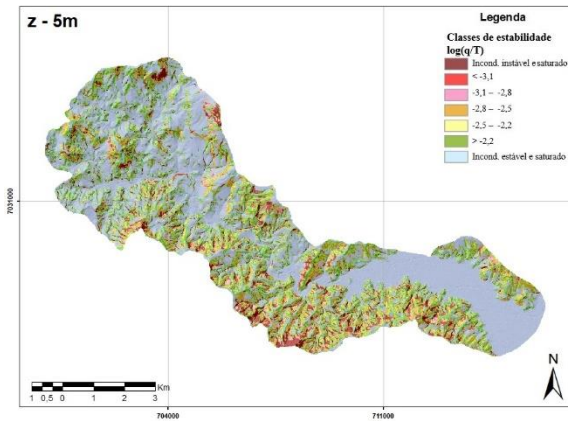 z - 5m
Legenda
Classes de estabilidade
log(q/T)
Incond. instável e saturado
< -3,1
-3,1 – -2,8
-2,8 – -2,5
-2,5 – -2,2
> -2,2
Incond. estável e saturado
7031000
N
Km
1 0,5 0 1 2 3
704000
711000